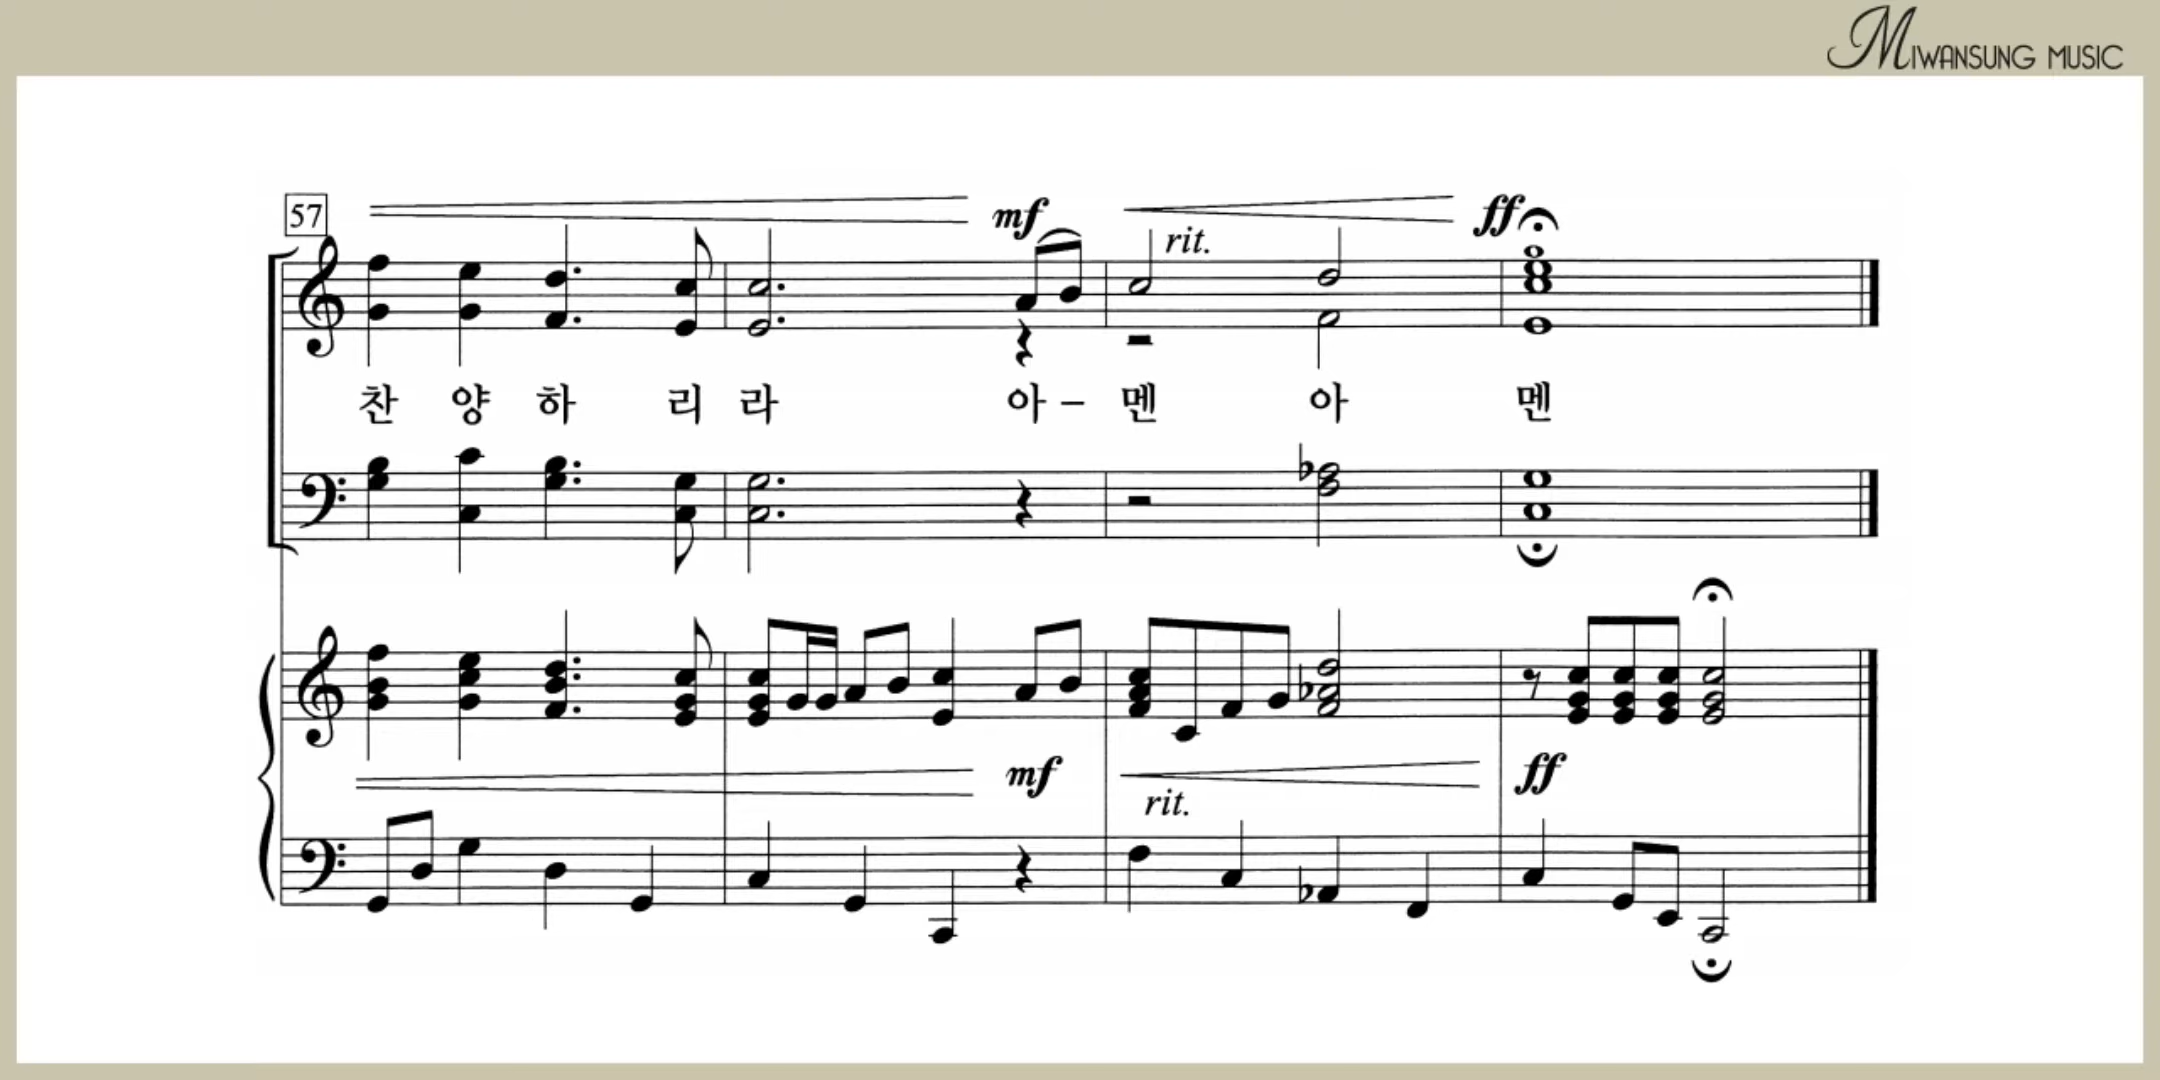 MIWANSUNG MUSIC
57
mf
ff
rit.
찬 양 하 리 라 아- 멘 아 멘
mf
ff
rit.